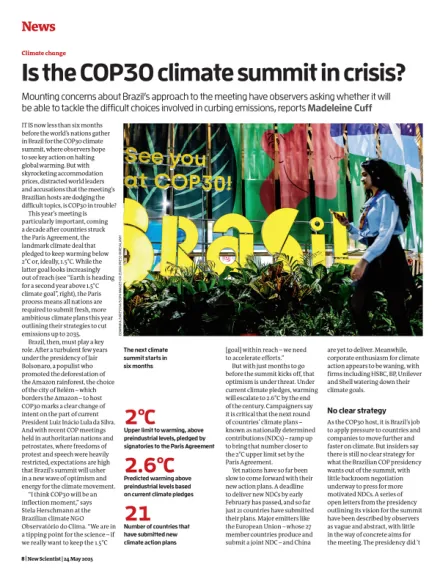 News
Climate change
Is the COP30 climate summit in crisis?
Mounting concerns about Brazil's approach to the meeting have observers asking whether it will
be able to tackle the difficult choices involved in curbing emissions, reports Madeleine Cuff
IT IS now less than six months
before the world's nations gather
in Brazil for the COP30 climate
summit, where observers hope
to see key action on halting
global warming. But with
skyrocketing accommodation
prices, distracted world leaders
and accusations that the meeting's
Brazilian hosts are dodging the
difficult topics, is COP30 in trouble?
This year's meeting is
particularly important, coming
a decade after countries struck
the Paris Agreement, the
landmark climate deal that
pledged to keep warming below
2°C or, ideally, 1.5°C. While the
latter goal looks increasingly
out of reach (see "Earth is heading
for a second year above 1.5°C
climate goal", right), the Paris
process means all nations are
required to submit fresh, more
ambitious climate plans this year
outlining their strategies to cut
emissions up to 2035.
Brazil, then, must play a key
role. After a turbulent few years
under the presidency of Jair
Bolsonaro, a populist who
promoted the deforestation of
the Amazon rainforest, the choice
of the city of Belém – which
borders the Amazon – to host
COP30 marks a clear change of
intent on the part of current
President Luiz Inácio Lula da Silva.
And with recent COP meetings
held in authoritarian nations and
petrostates, where freedoms of
protest and speech were heavily
restricted, expectations are high
that Brazil's summit will usher
in a new wave of optimism and
energy for the climate movement.
"I think COP30 will be an
inflection moment," says
Stela Herschmann at the
Brazilian climate NGO
Observatório do Clima. "We are in
a tipping point for the science – if
we really want to keep the 1.5°C
See you
at COP30!
Brasil
The next climate
summit starts in
six months
2°C
Upper limit to warming, above
preindustrial levels, pledged by
signatories to the Paris Agreement
2.6°C
Predicted warming above
preindustrial levels based
on current climate pledges
21
Number of countries that
have submitted new
climate action plans
[goal] within reach – we need
to accelerate efforts."
But with just months to go
before the summit kicks off, that
optimism is under threat. Under
current climate pledges, warming
will escalate to 2.6°C by the end
of the century. Campaigners say
it is critical that the next round
of countries' climate plans –
known as nationally determined
contributions (NDCs) – ramp up
to bring that number closer to
the 2°C upper limit set by the
Paris Agreement.
Yet nations have so far been
slow to come forward with their
new action plans. A deadline
to deliver new NDCs by early
February has passed, and so far
just 21 countries have submitted
their plans. Major emitters like
the European Union – whose 27
member countries produce and
submit a joint NDC – and China
are yet to deliver. Meanwhile,
corporate enthusiasm for climate
action appears to be waning, with
firms including HSBC, BP, Unilever
and Shell watering down their
climate goals.
No clear strategy
As the COP30 host, it is Brazil's job
to apply pressure to countries and
companies to move further and
faster on climate. But insiders say
there is still no clear strategy for
what the Brazilian COP presidency
wants out of the summit, with
little backroom negotiation
underway to press for more
motivated NDCs. A series of
open letters from the presidency
outlining its vision for the summit
have been described by observers
as vague and abstract, with little
in the way of concrete aims for
the meeting. The presidency did 't
8 | New Scientist | 24 May 2025